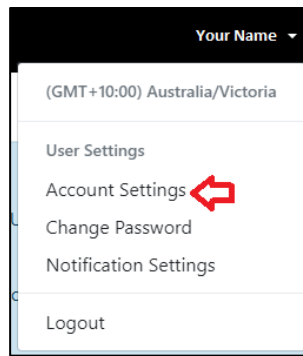 Your Name
(GMT+10:00) Australia/Victoria
User Settings
Account Settings
Change Password
Notification Settings
Logout